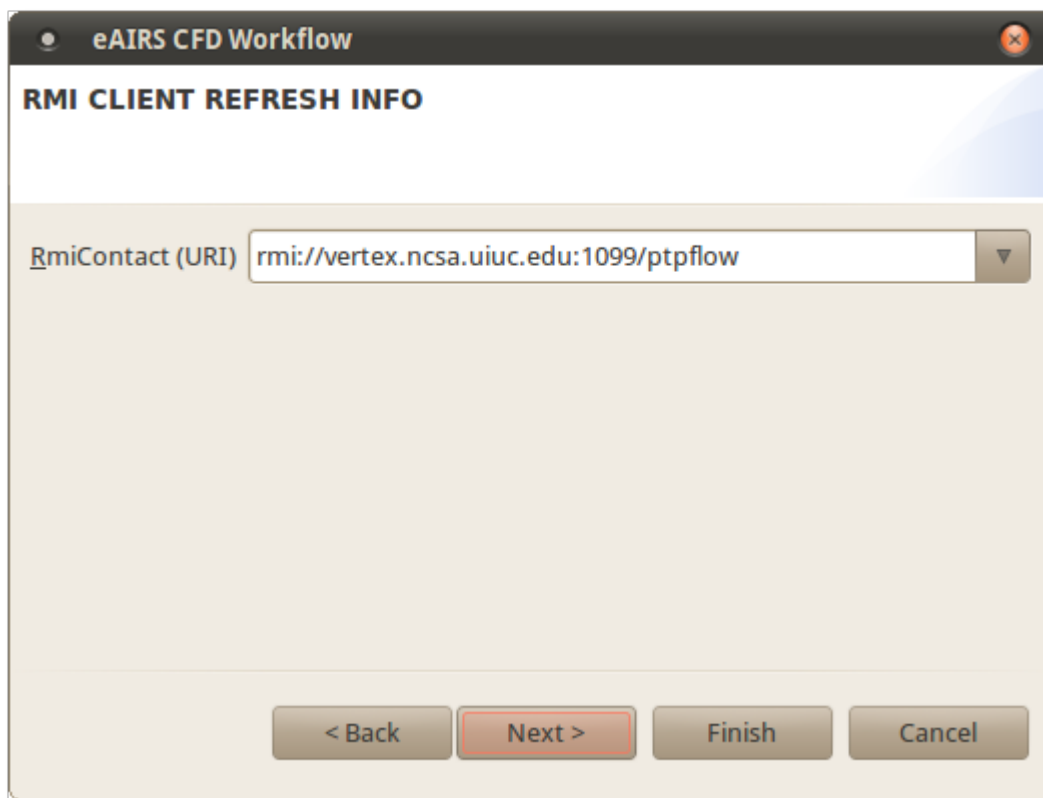 eAIRS CFD Workflow
RMI CLIENT REFRESH INFO
RmiContact (URI) rmi://vertex.ncsa.uiuc.edu:1099/ptpflow
< Back Next > Finish Cancel